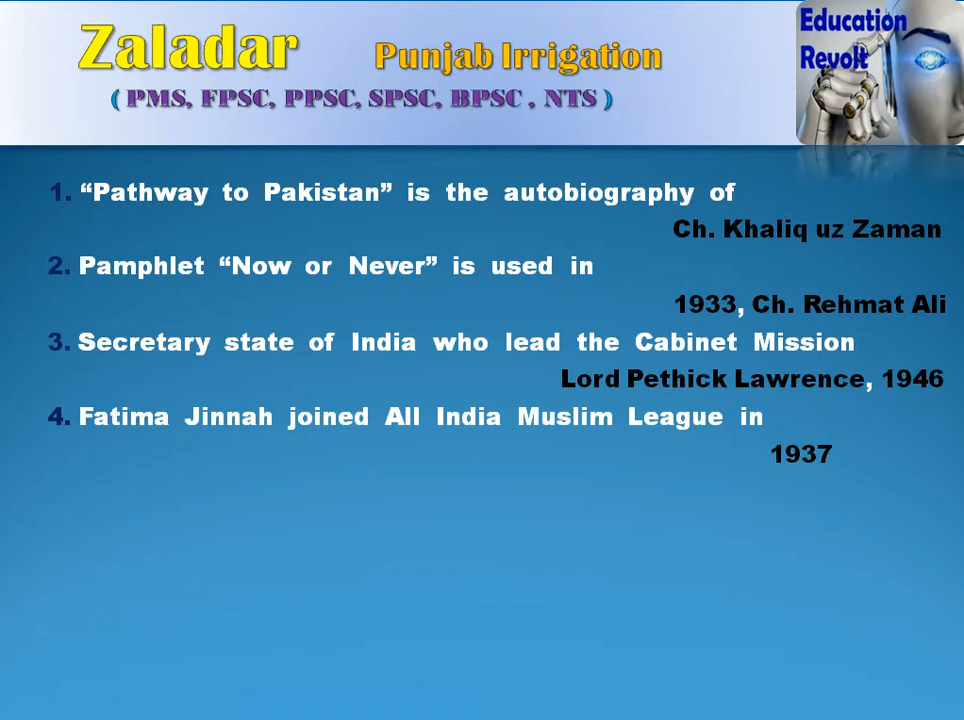 Zaladar Punjab Irrigation
( PMS, FPSC, PPSC, SPSC, BPSC , NTS )
Education
Revolt
1. “Pathway to Pakistan” is the autobiography of
Ch. Khaliq uz Zaman
2. Pamphlet “Now or Never” is used in
1933, Ch. Rehmat Ali
3. Secretary state of India who lead the Cabinet Mission
Lord Pethick Lawrence, 1946
4. Fatima Jinnah joined All India Muslim League in
1937